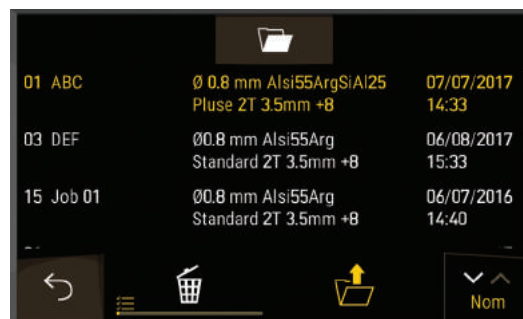 01 ABC Ø 0.8 mm Alsi55ArgSiAl25 07/07/2017
Pluse 2T 3.5mm +8 14:33
03 DEF Ø0.8 mm Alsi55Arg 06/08/2017
Standard 2T 3.5mm +8 15:33
15 Job 01 Ø0.8 mm Alsi55Arg 06/07/2016
Standard 2T 3.5mm +8 14:40
Nom